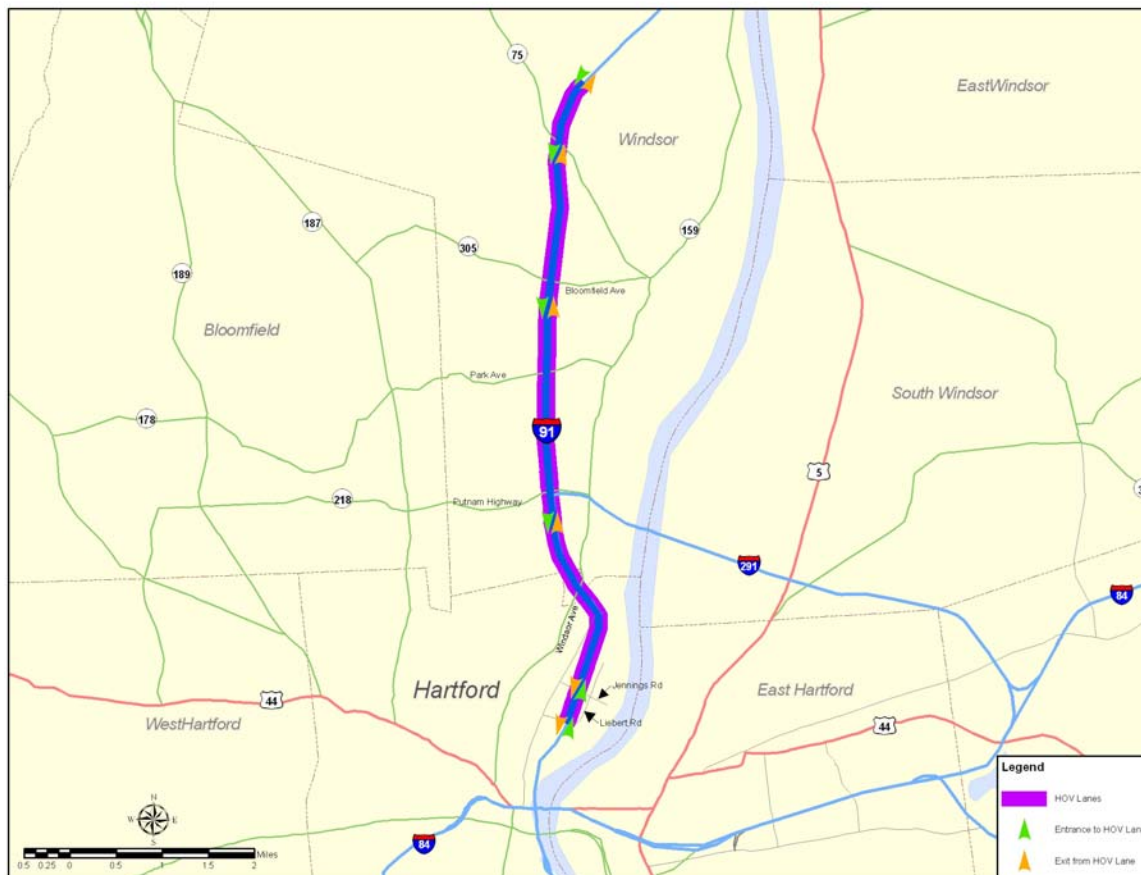 75
EastWindsor
Windsor
187
159
305
189
Bloomfield Ave
Bloomfield
Park Ave
South Windsor
178
91
5
Putnam Highway
218
291
84
Windsor Ave
Jennings Rd
Hartford
East Hartford
44
WestHartford
Liebert Rd
44
Legend
HOV Lanes
Entrance to HOV Lan
Exit from HOV Lane
N
W
E
S
84
0.5 0.25 0 0.5 1 1.5 2
Miles